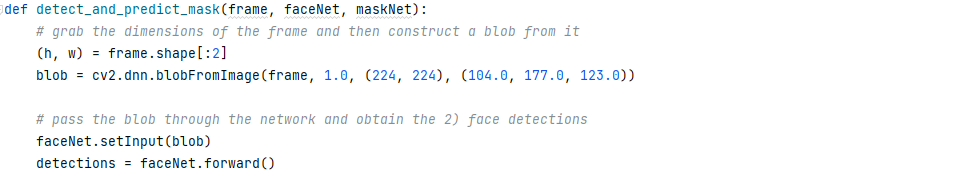 def detect_and_predict_mask(frame, faceNet, maskNet):
# grab the dimensions of the frame and then construct a blob from it
(h, w) = frame.shape[:2]
blob = cv2.dnn.blobFromImage(frame, 1.0, (224, 224), (104.0, 177.0, 123.0))
# pass the blob through the network and obtain the 2) face detections
faceNet.setInput(blob)
detections = faceNet.forward()